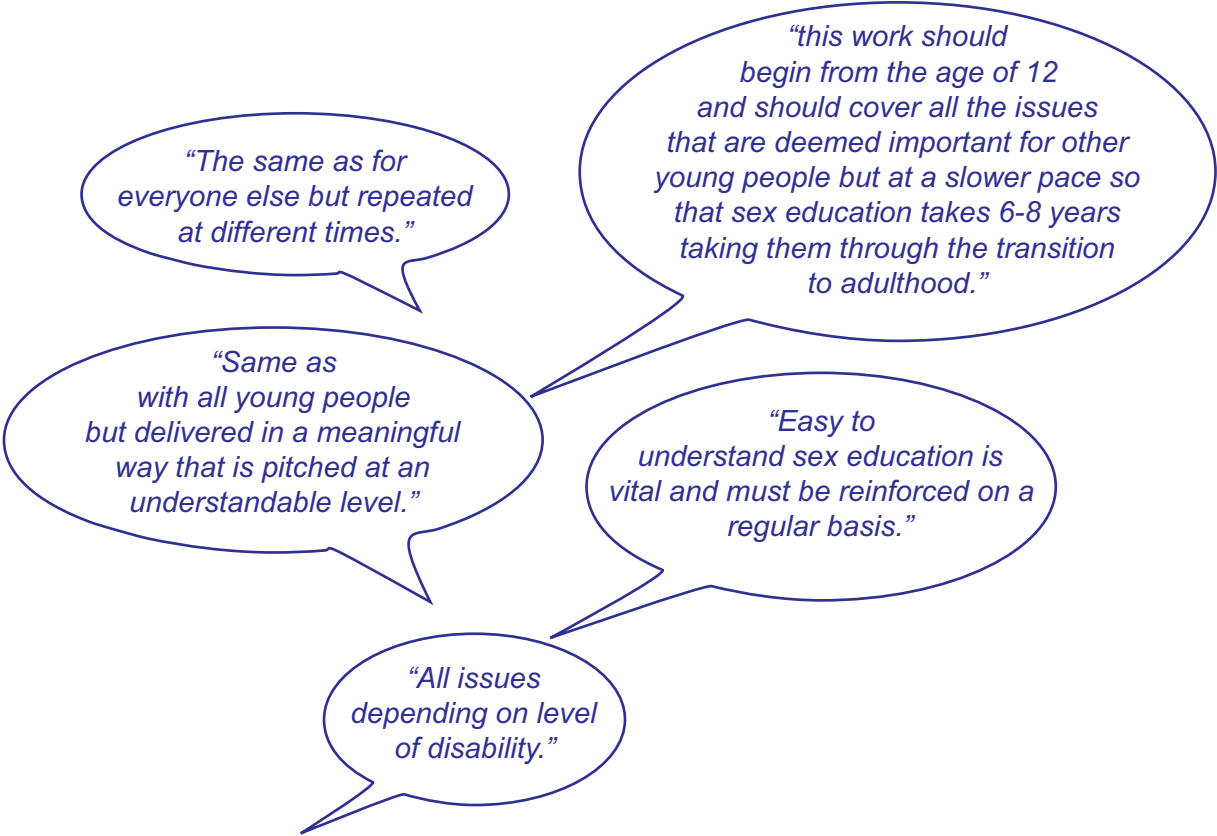 “this work should
begin from the age of 12
and should cover all the issues
that are deemed important for other
young people but at a slower pace so
that sex education takes 6-8 years
taking them through the transition
to adulthood.”
“The same as for
everyone else but repeated
at different times.”
“Same as
with all young people
but delivered in a meaningful
way that is pitched at an
understandable level.”
“Easy to
understand sex education is
vital and must be reinforced on a
regular basis.”
“All issues
depending on level
of disability.”